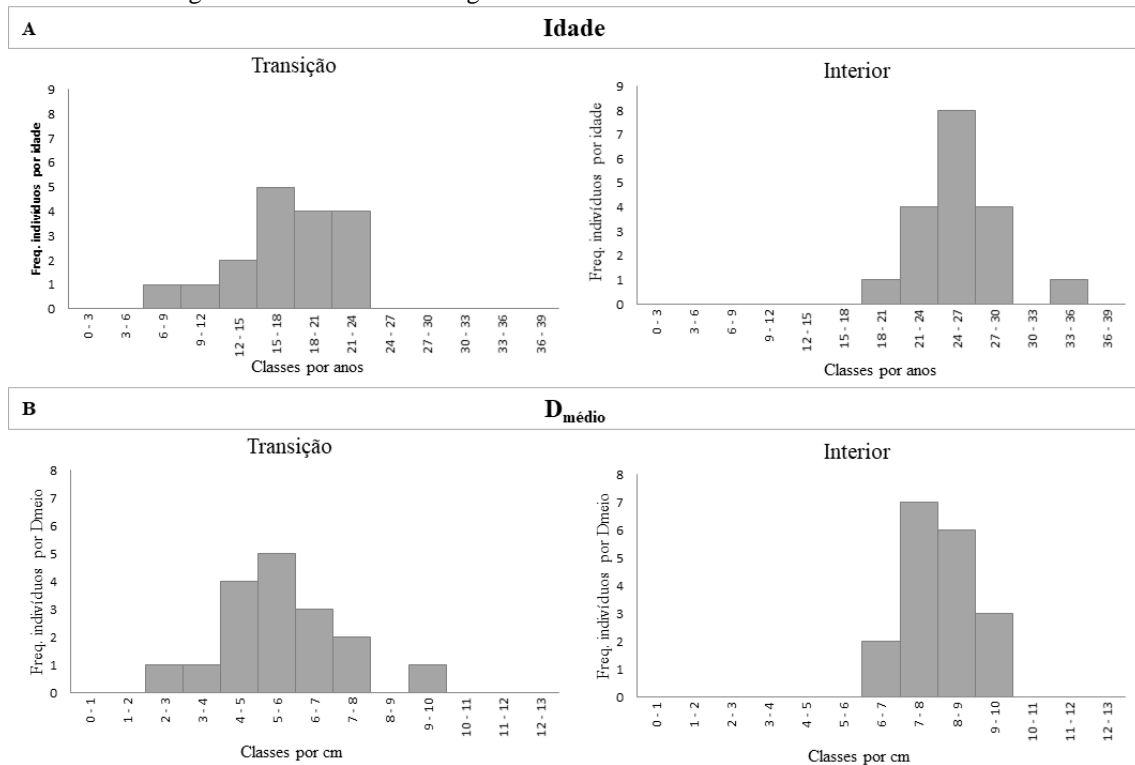 A Idade
Transição
Interior
Freq. indivíduos por idade
9
8
7
6
5
4
3
2
1
0
0 - 3
3 - 6
6 - 9
9 - 12
12 - 15
15 - 18
18 - 21
21 - 24
24 - 27
27 - 30
30 - 33
33 - 36
36 - 39
Classes por anos
Freq. indivíduos por idade
9
8
7
6
5
4
3
2
1
0
0 - 3
3 - 6
6 - 9
9 - 12
12 - 15
15 - 18
18 - 21
21 - 24
24 - 27
27 - 30
30 - 33
33 - 36
36 - 39
Classes por anos
B Dmédio
Transição
Interior
Freq. indivíduos por Dmeio
8
7
6
5
4
3
2
1
0
0 - 1
1 - 2
2 - 3
3 - 4
4 - 5
5 - 6
6 - 7
7 - 8
8 - 9
9 - 10
10 - 11
11 - 12
12 - 13
Classes por cm
Freq. indivíduos por Dmeio
8
7
6
5
4
3
2
1
0
0 - 1
1 - 2
2 - 3
3 - 4
4 - 5
5 - 6
6 - 7
7 - 8
8 - 9
9 - 10
10 - 11
11 - 12
12 - 13
Classes por cm